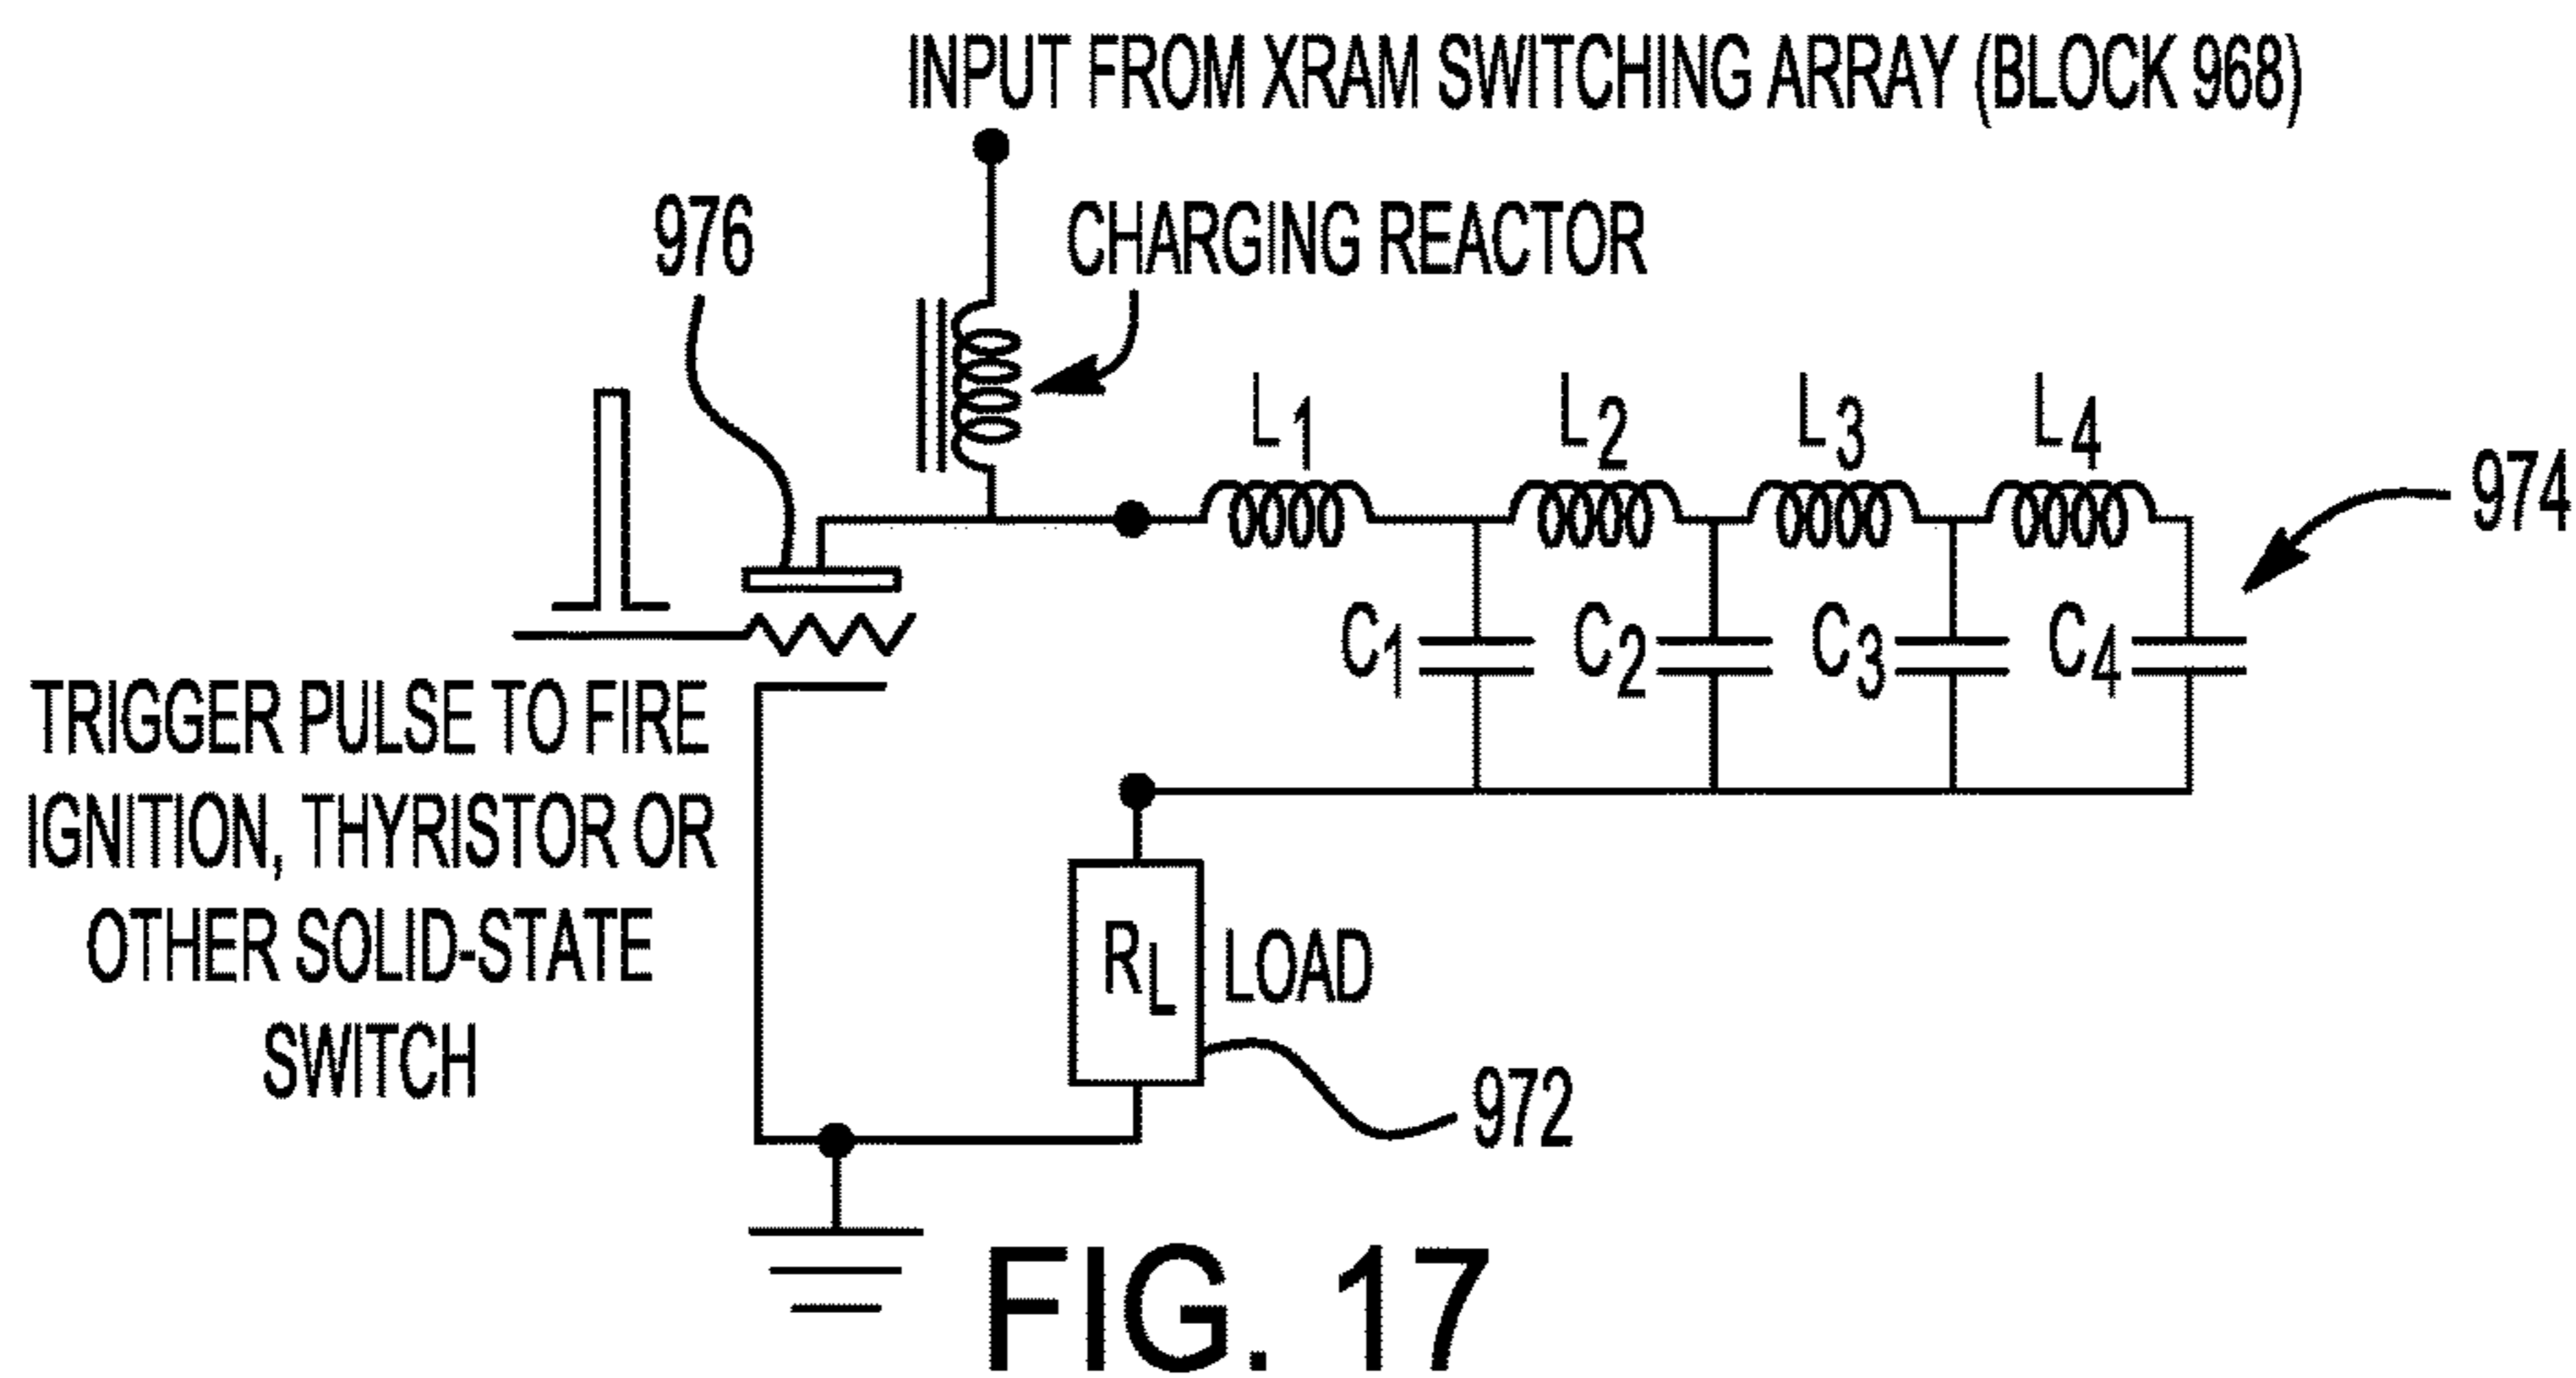 INPUT FROM XRAM SWITCHING ARRAY (BLOCK 968)
976
CHARGING REACTOR
L1
L2
L3
L4
974
C1
C2
C3
C4
TRIGGER PULSE TO FIRE
IGNITION, THYRISTOR OR
OTHER SOLID-STATE
SWITCH
RL
LOAD
972
FIG. 17